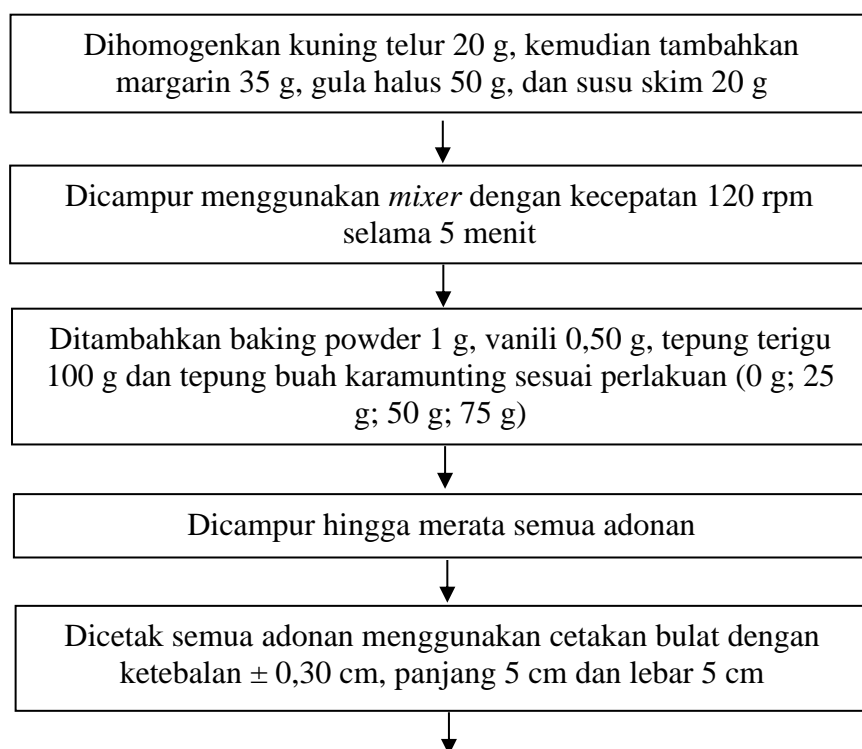 Dihomogenkan kuning telur 20 g, kemudian tambahkan
margarin 35 g, gula halus 50 g, dan susu skim 20 g
Dicampur menggunakan mixer dengan kecepatan 120 rpm
selama 5 menit
Ditambahkan baking powder 1 g, vanili 0,50 g, tepung terigu
100 g dan tepung buah karamunting sesuai perlakuan (0 g; 25
g; 50 g; 75 g)
Dicampur hingga merata semua adonan
Dicetak semua adonan menggunakan cetakan bulat dengan
ketebalan ± 0,30 cm, panjang 5 cm dan lebar 5 cm